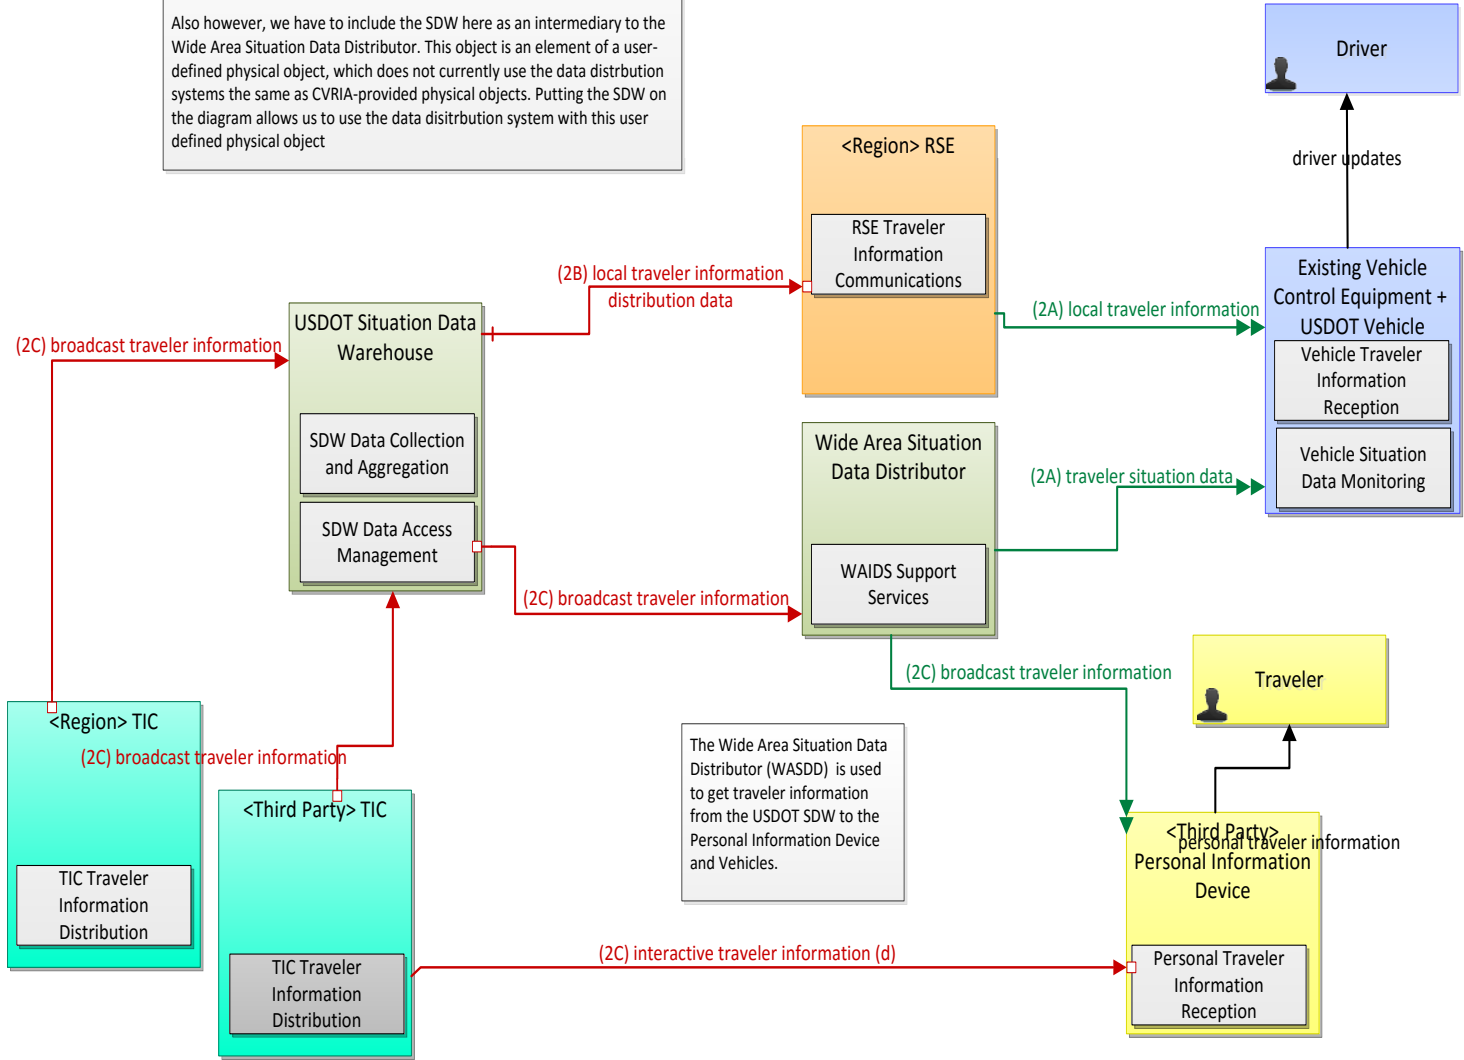 Also however, we have to include the SDW here as an intermediary to the
Wide Area Situation Data Distributor. This object is an element of a user-
defined physical object, which does not currently use the data distrbution
systems the same as CVRIA-provided physical objects. Putting the SDW on
the diagram allows us to use the data disitrbution system with this user
defined physical object
Driver
driver updates
<Region> RSE
RSE Traveler
Information
Communications
(2B) local traveler information
distribution data
(2A) local traveler information
Existing Vehicle
Control Equipment +
USDOT Vehicle
Vehicle Traveler
Information
Reception
Vehicle Situation
Data Monitoring
USDOT Situation Data
Warehouse
SDW Data Collection
and Aggregation
SDW Data Access
Management
(2C) broadcast traveler information
Wide Area Situation
Data Distributor
WAIDS Support
Services
(2A) traveler situation data
(2C) broadcast traveler information
(2C) broadcast traveler information
Traveler
<Region> TIC
TIC Traveler
Information
Distribution
(2C) broadcast traveler information
<Third Party> TIC
TIC Traveler
Information
Distribution
The Wide Area Situation Data
Distributor (WASDD)  is used
to get traveler information
from the USDOT SDW to the
Personal Information Device
and Vehicles.
(2C) interactive traveler information (d)
<Third Party>
Personal Information
Device
personal traveler information
Personal Traveler
Information
Reception